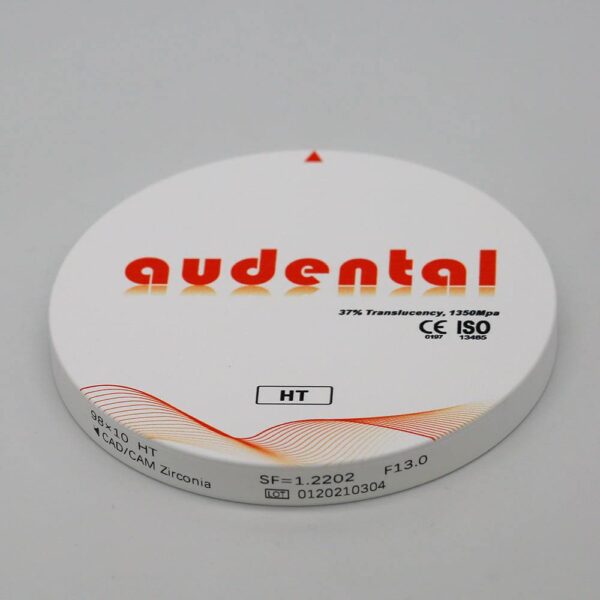 audental
37% Translucency, 1350Mpa
CE ISO
0197 13485
HT
98×10 HT
CAD/CAM Zirconia
SF=1.2202 F13.0
LOT 0120210304